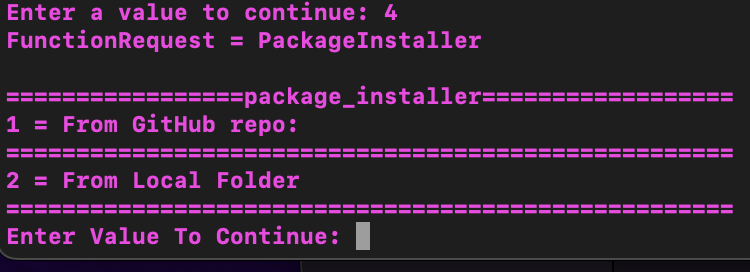 Enter a value to continue: 4
FunctionRequest = PackageInstaller
=================package_installer==================
1 = From GitHub repo:
====================================================
2 = From Local Folder
====================================================
Enter Value To Continue: